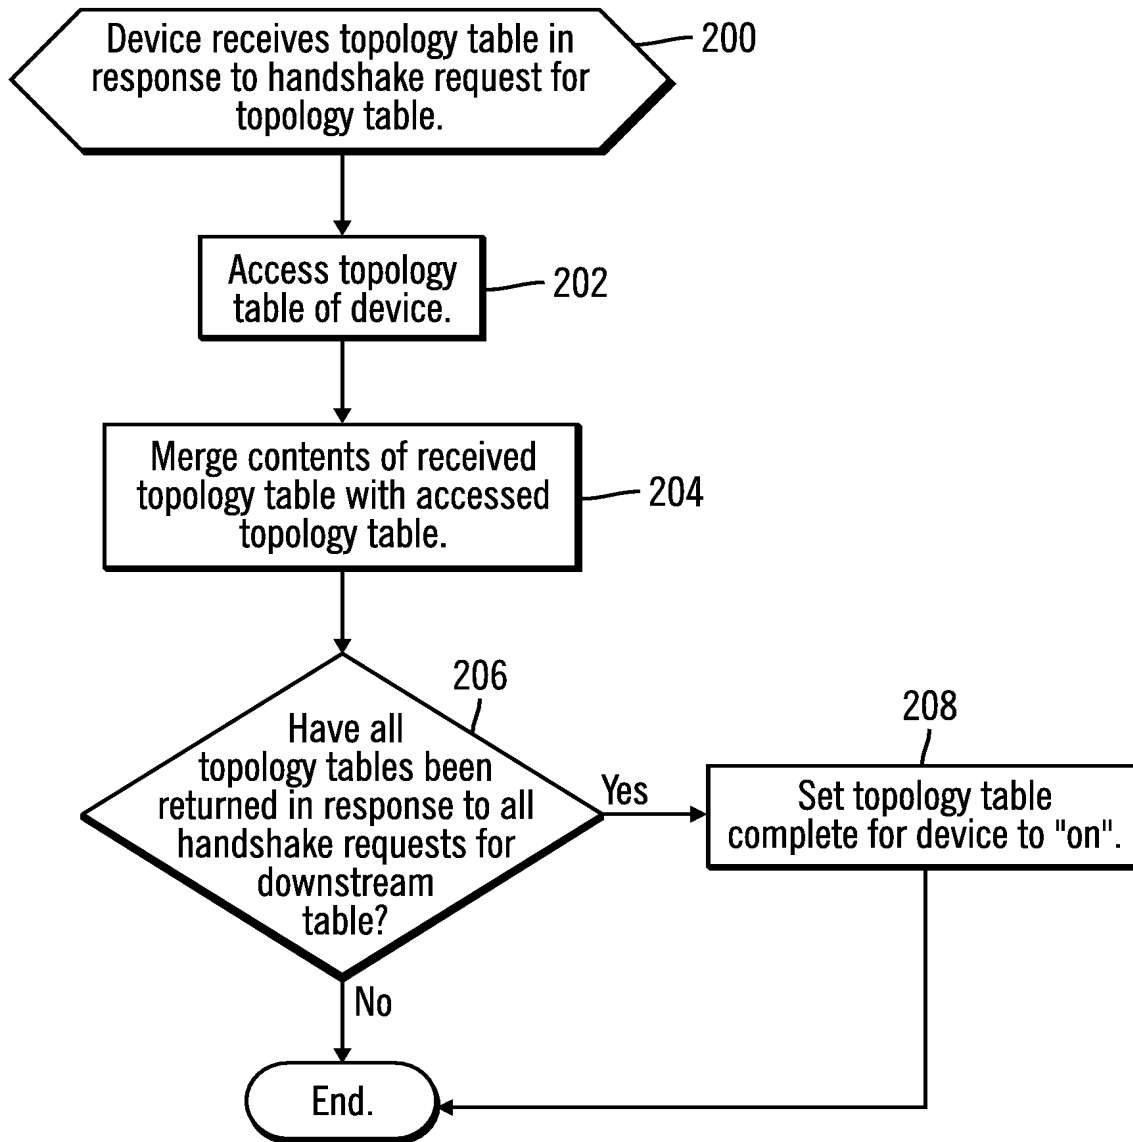 Device receives topology table in
response to handshake request for
topology table.
200
Access topology
table of device.
202
Merge contents of received
topology table with accessed
topology table.
204
206
Have all
topology tables been
returned in response to all
handshake requests for
downstream
table?
Yes
208
Set topology table
complete for device to "on".
No
End.